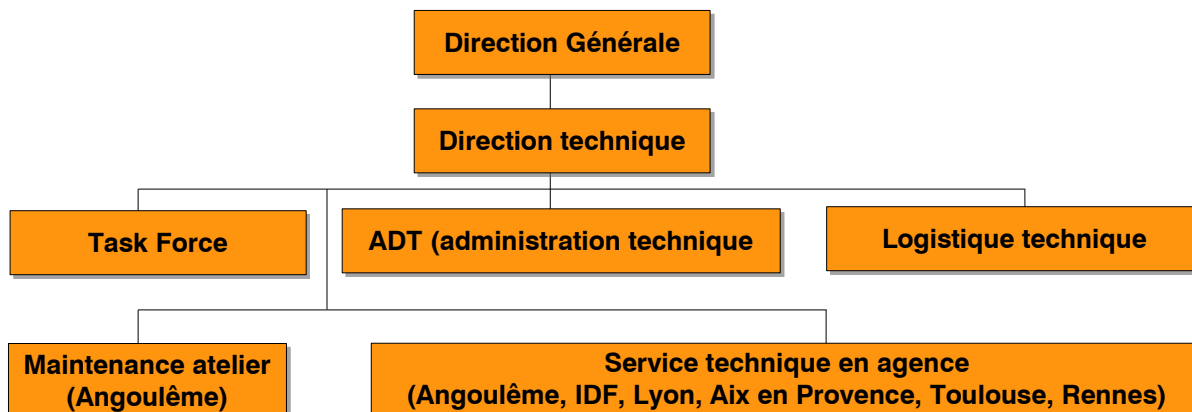 Direction Générale
Direction technique
Task Force
ADT (administration technique
Logistique technique
Maintenance atelier
(Angoulême)
Service technique en agence
(Angoulême, IDF, Lyon, Aix en Provence, Toulouse, Rennes)